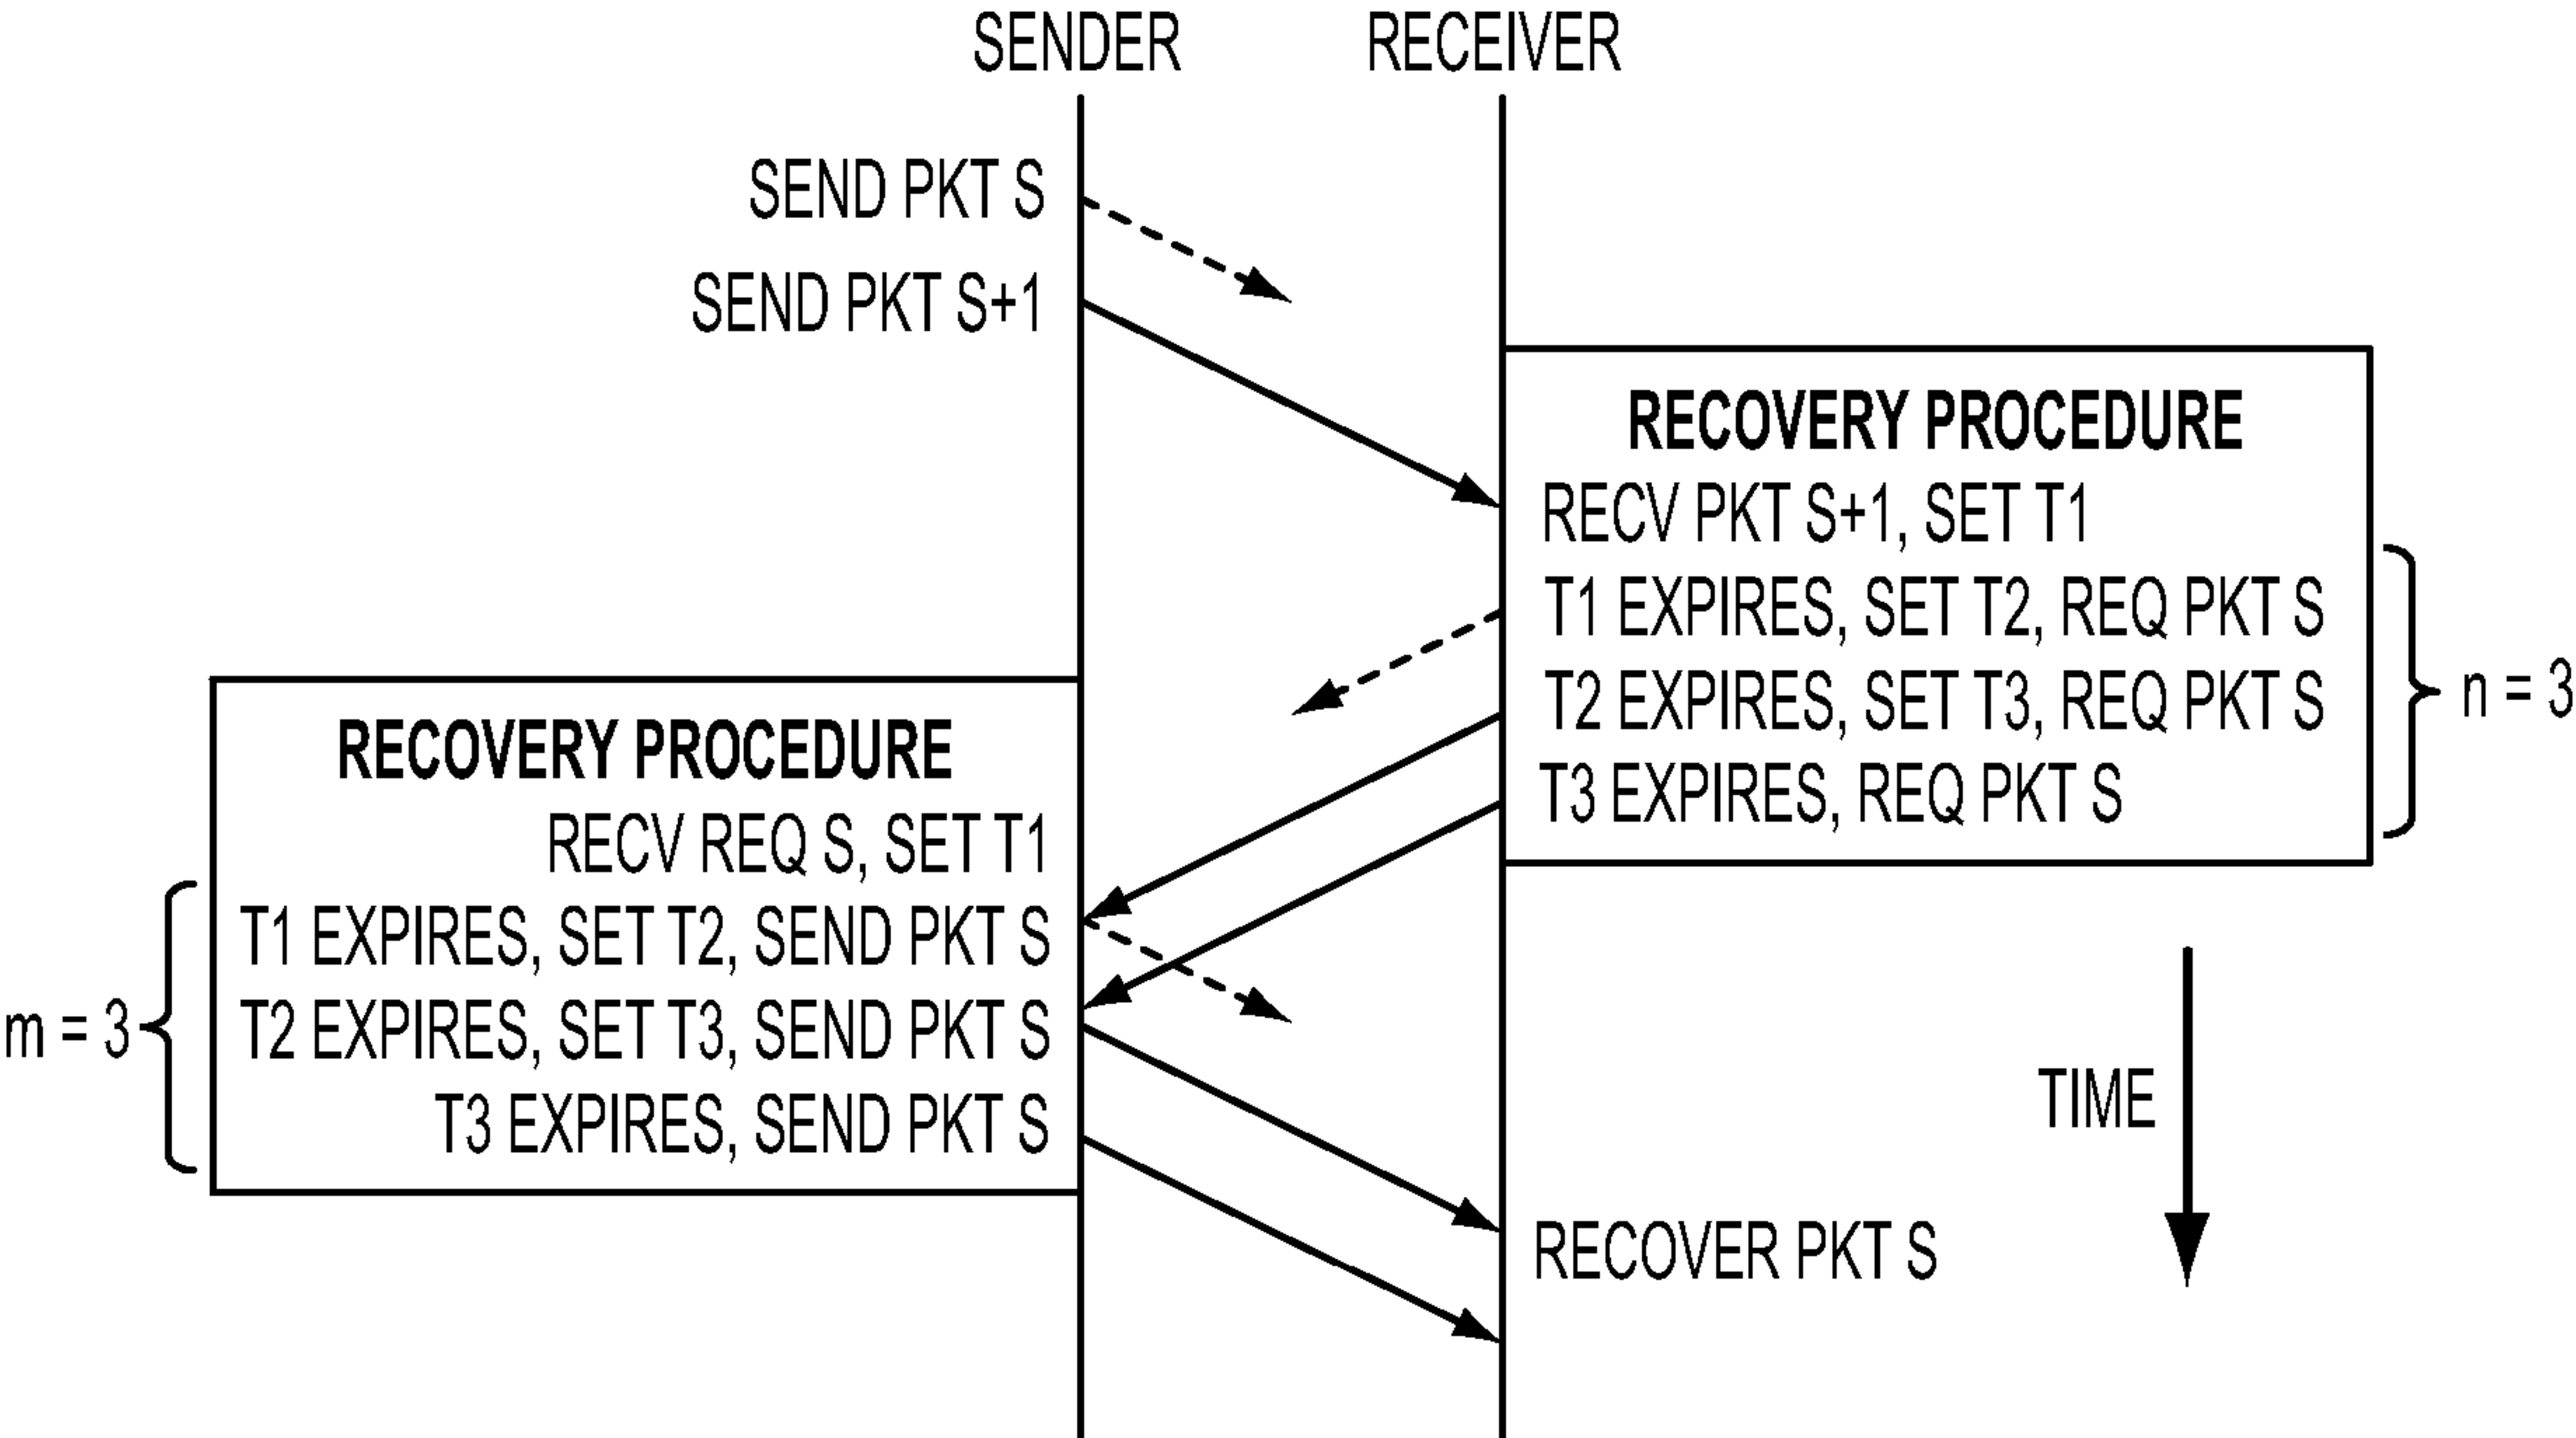 SENDER
RECEIVER
SEND PKT S
SEND PKT S+1
RECOVERY PROCEDURE
RECV PKT S+1, SET T1
T1 EXPIRES, SET T2, REQ PKT S
T2 EXPIRES, SET T3, REQ PKT S
T3 EXPIRES, REQ PKT S
n = 3
RECOVERY PROCEDURE
RECV REQ S, SET T1
T1 EXPIRES, SET T2, SEND PKT S
T2 EXPIRES, SET T3, SEND PKT S
T3 EXPIRES, SEND PKT S
m = 3
TIME
RECOVER PKT S